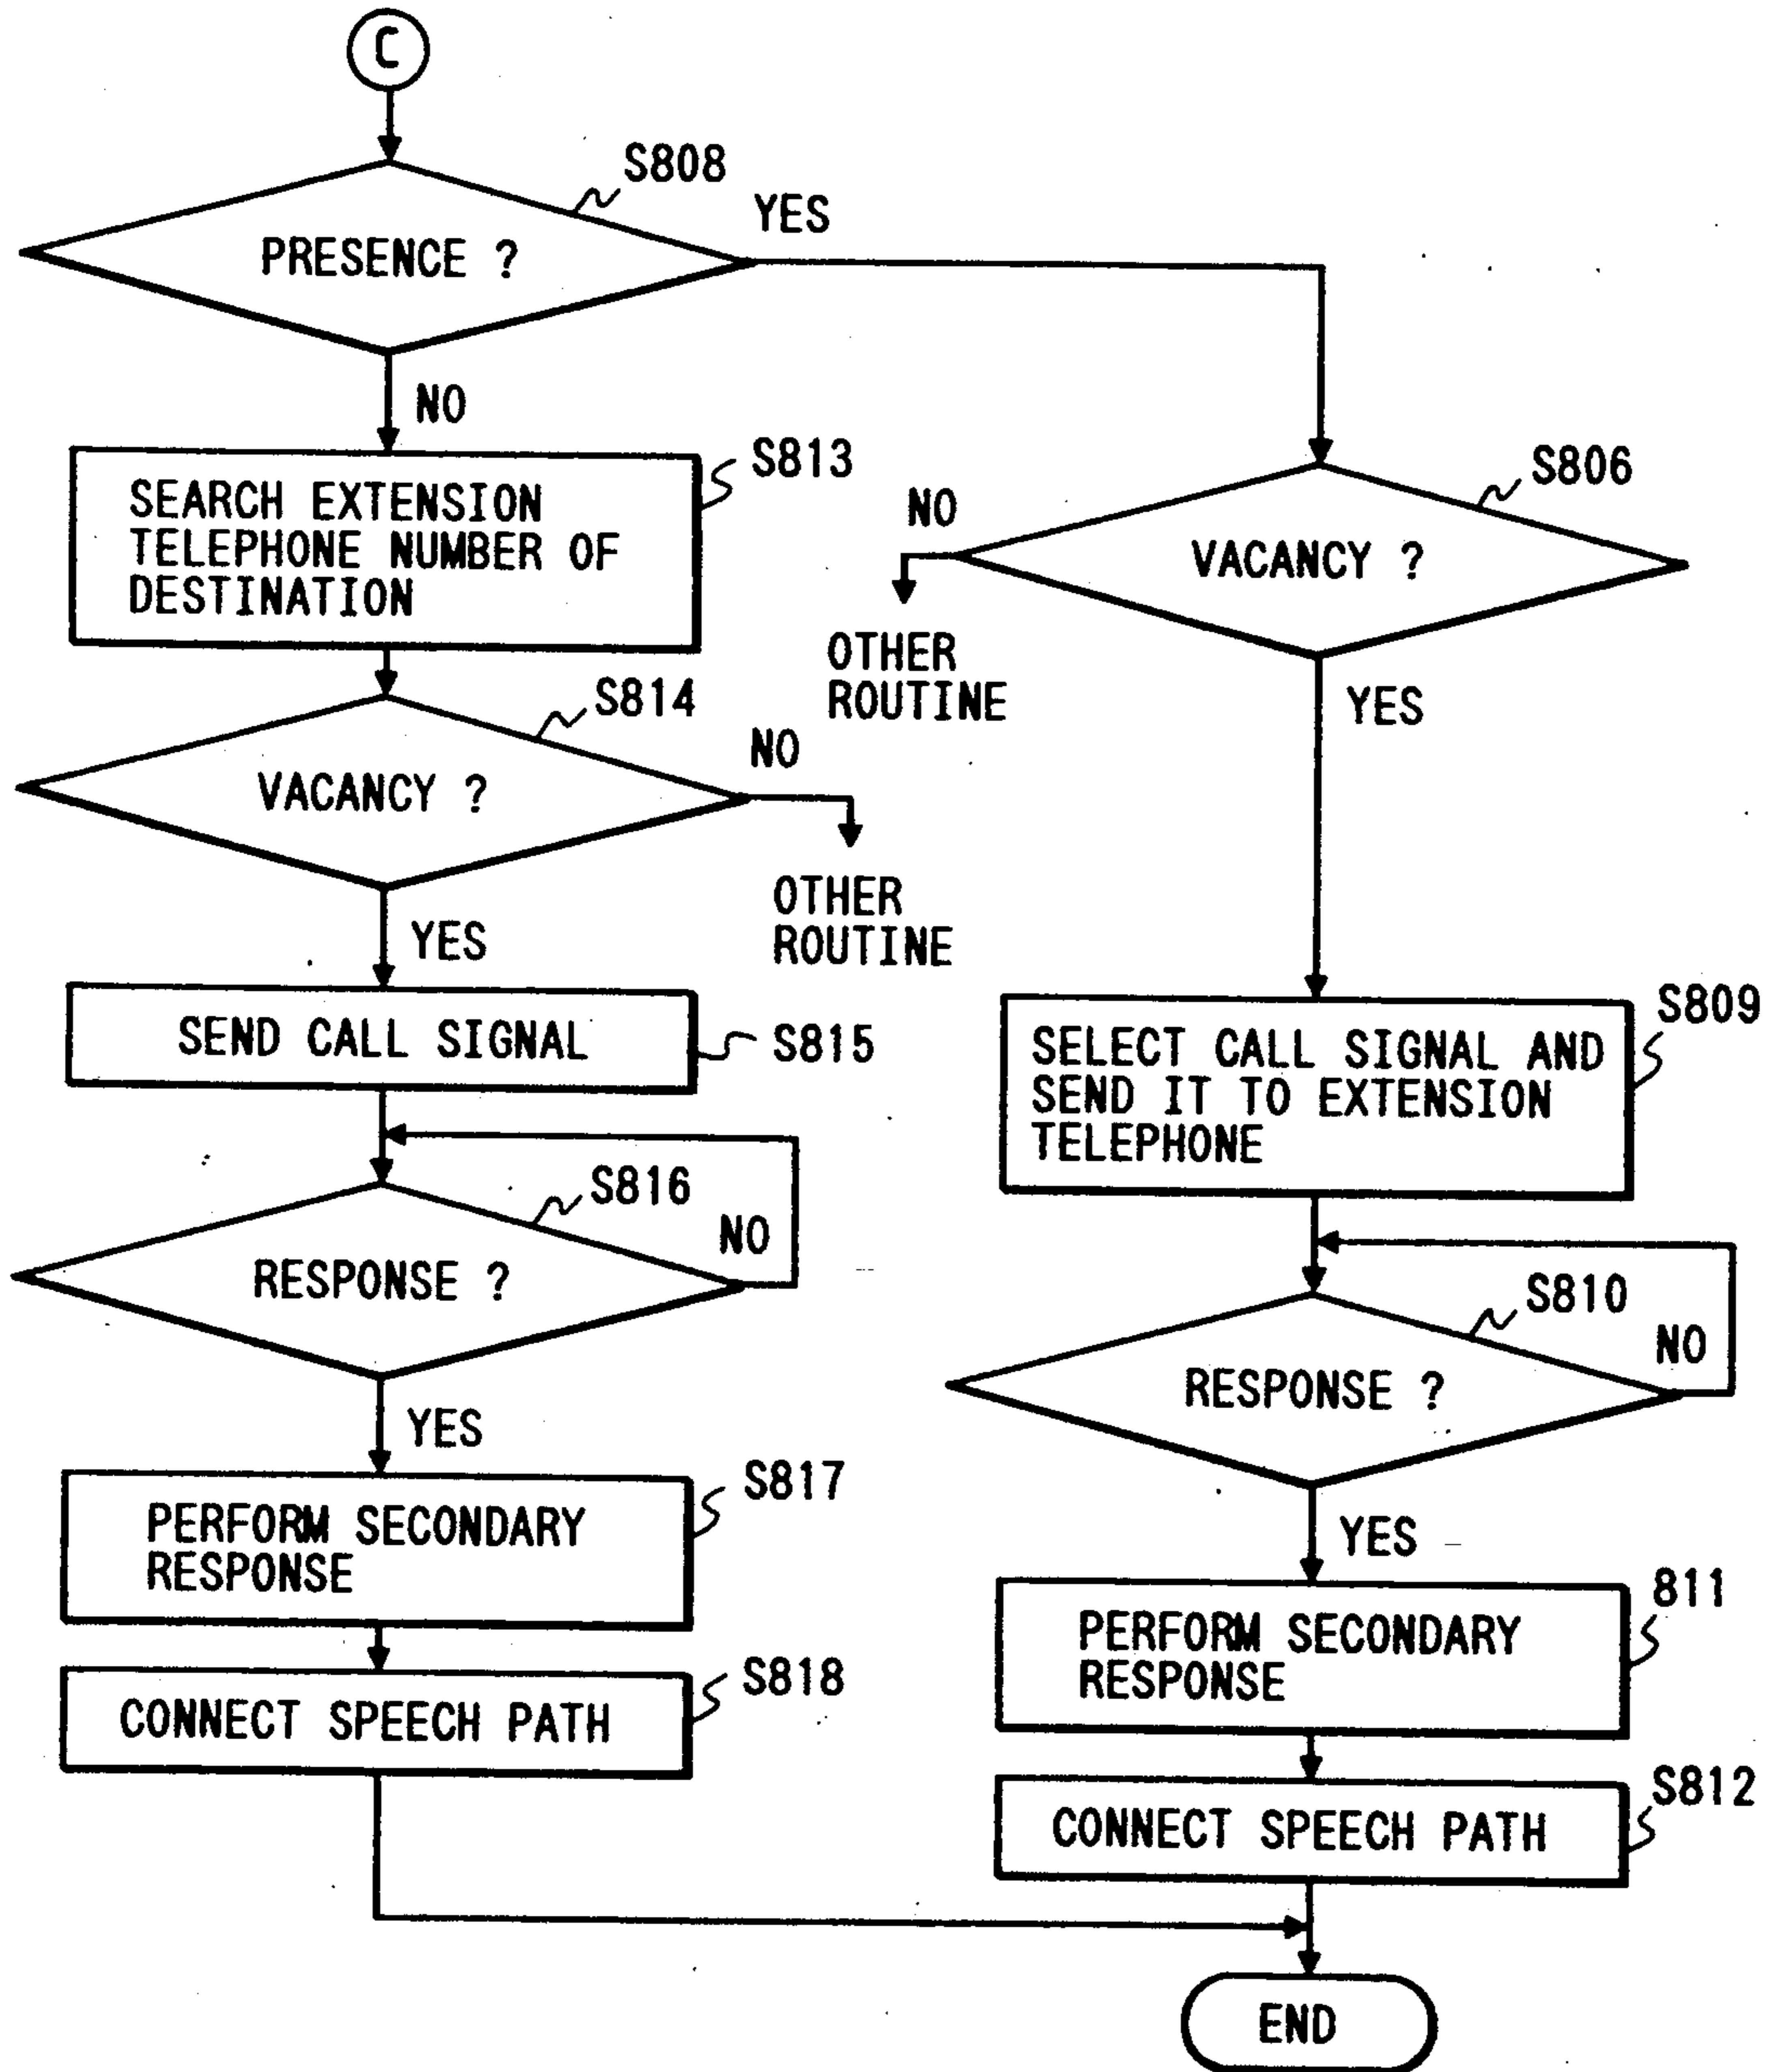 C
S808
YES
PRESENCE ?
NO
S813
SEARCH EXTENSION
TELEPHONE NUMBER OF
DESTINATION
S806
NO
VACANCY ?
OTHER
ROUTINE
YES
S814
NO
VACANCY ?
OTHER
ROUTINE
YES
SEND CALL SIGNAL
S815
S809
SELECT CALL SIGNAL AND
SEND IT TO EXTENSION
TELEPHONE
S816
NO
RESPONSE ?
S810
NO
RESPONSE ?
YES
YES
S817
PERFORM SECONDARY
RESPONSE
811
PERFORM SECONDARY
RESPONSE
S818
CONNECT SPEECH PATH
S812
CONNECT SPEECH PATH
END